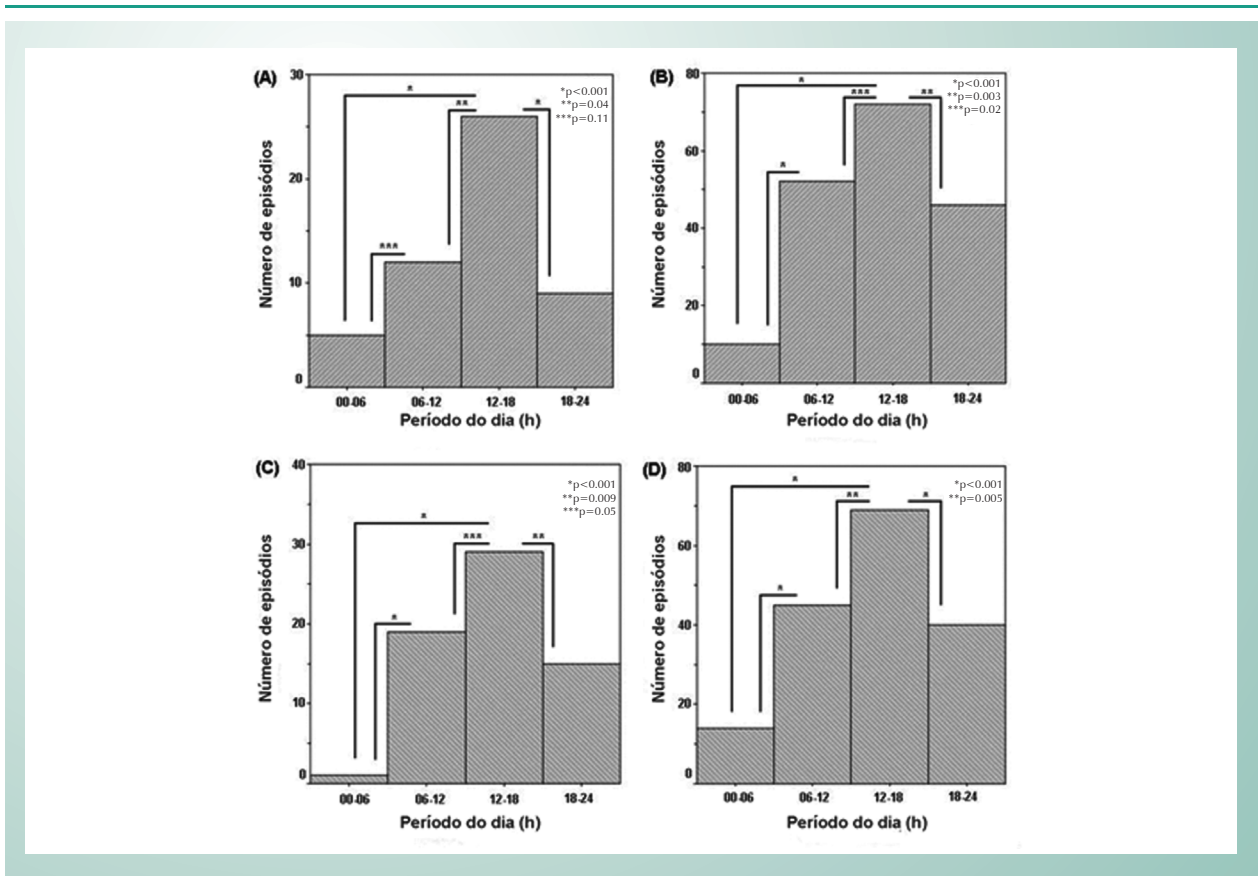 (A)
30
20
10
0
Número de episódios
*
**
*
***
*p<0.001
**p=0.04
***p=0.11
00-06 06-12 12-18 18-24
Período do dia (h)
(B)
80
60
40
20
0
Número de episódios
*
***
**
*
*p<0.001
**p=0.003
***p=0.02
00-06 06-12 12-18 18-24
Período do dia (h)
(C)
40
30
20
10
0
Número de episódios
*
***
**
*
*p<0.001
**p=0.009
***p=0.05
00-06 06-12 12-18 18-24
Período do dia (h)
(D)
80
60
40
20
0
Número de episódios
*
**
*
*
*p<0.001
**p=0.005
00-06 06-12 12-18 18-24
Período do dia (h)